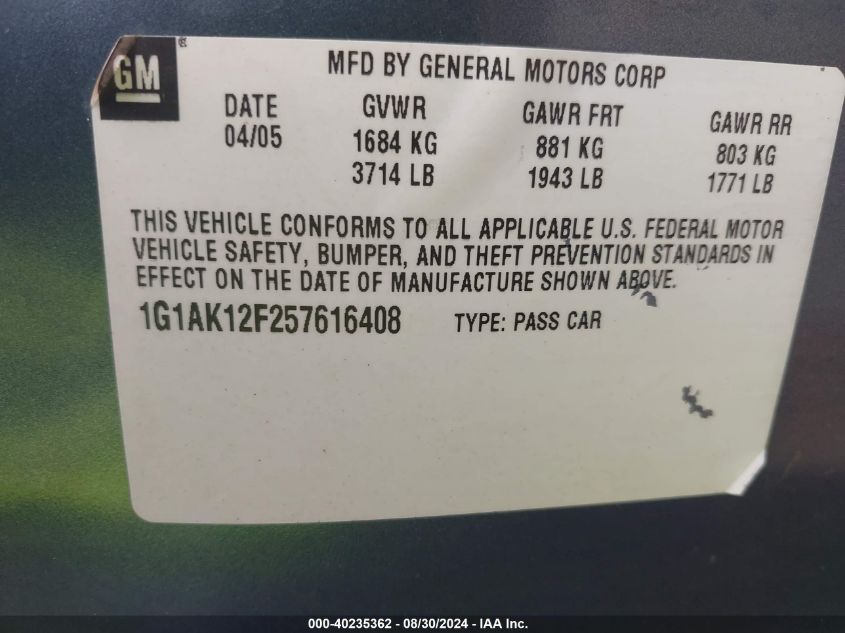 GM
MFD BY GENERAL MOTORS CORP
DATE GVWR GAWR FRT GAWR RR
04/05 1684 KG 881 KG 803 KG
3714 LB 1943 LB 1771 LB
THIS VEHICLE CONFORMS TO ALL APPLICABLE U.S. FEDERAL MOTOR
VEHICLE SAFETY, BUMPER, AND THEFT PREVENTION STANDARDS IN
EFFECT ON THE DATE OF MANUFACTURE SHOWN ABOVE.
1G1AK12F257616408 TYPE: PASS CAR
000-40235362 - 08/30/2024 - IAA Inc.